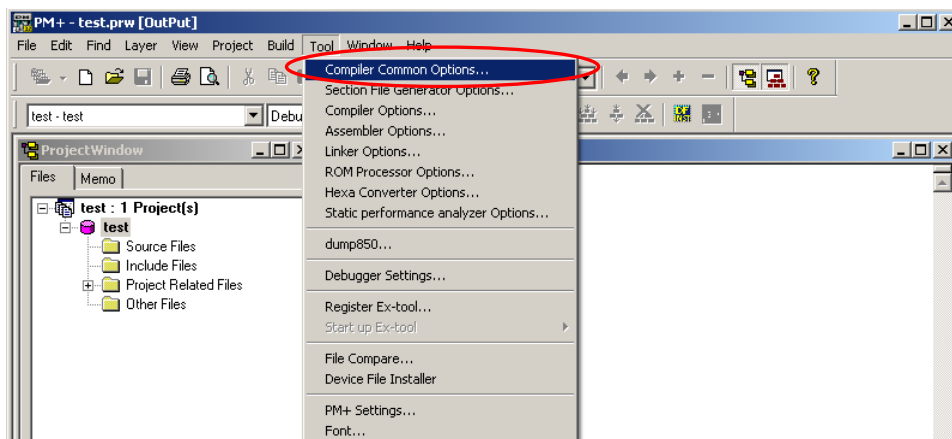 PM+ - test.prw [OutPut]
File Edit Find Layer View Project Build Tool Window Help
test - test
Debu
ProjectWindow
Files Memo
test : 1 Project(s)
test
Source Files
Include Files
Project Related Files
Other Files
Compiler Common Options...
Section File Generator Options...
Compiler Options...
Assembler Options...
Linker Options...
ROM Processor Options...
Hexa Converter Options...
Static performance analyzer Options...
dump850...
Debugger Settings...
Register Ex-tool...
Start up Ex-tool
File Compare...
Device File Installer
PM+ Settings...
Font...